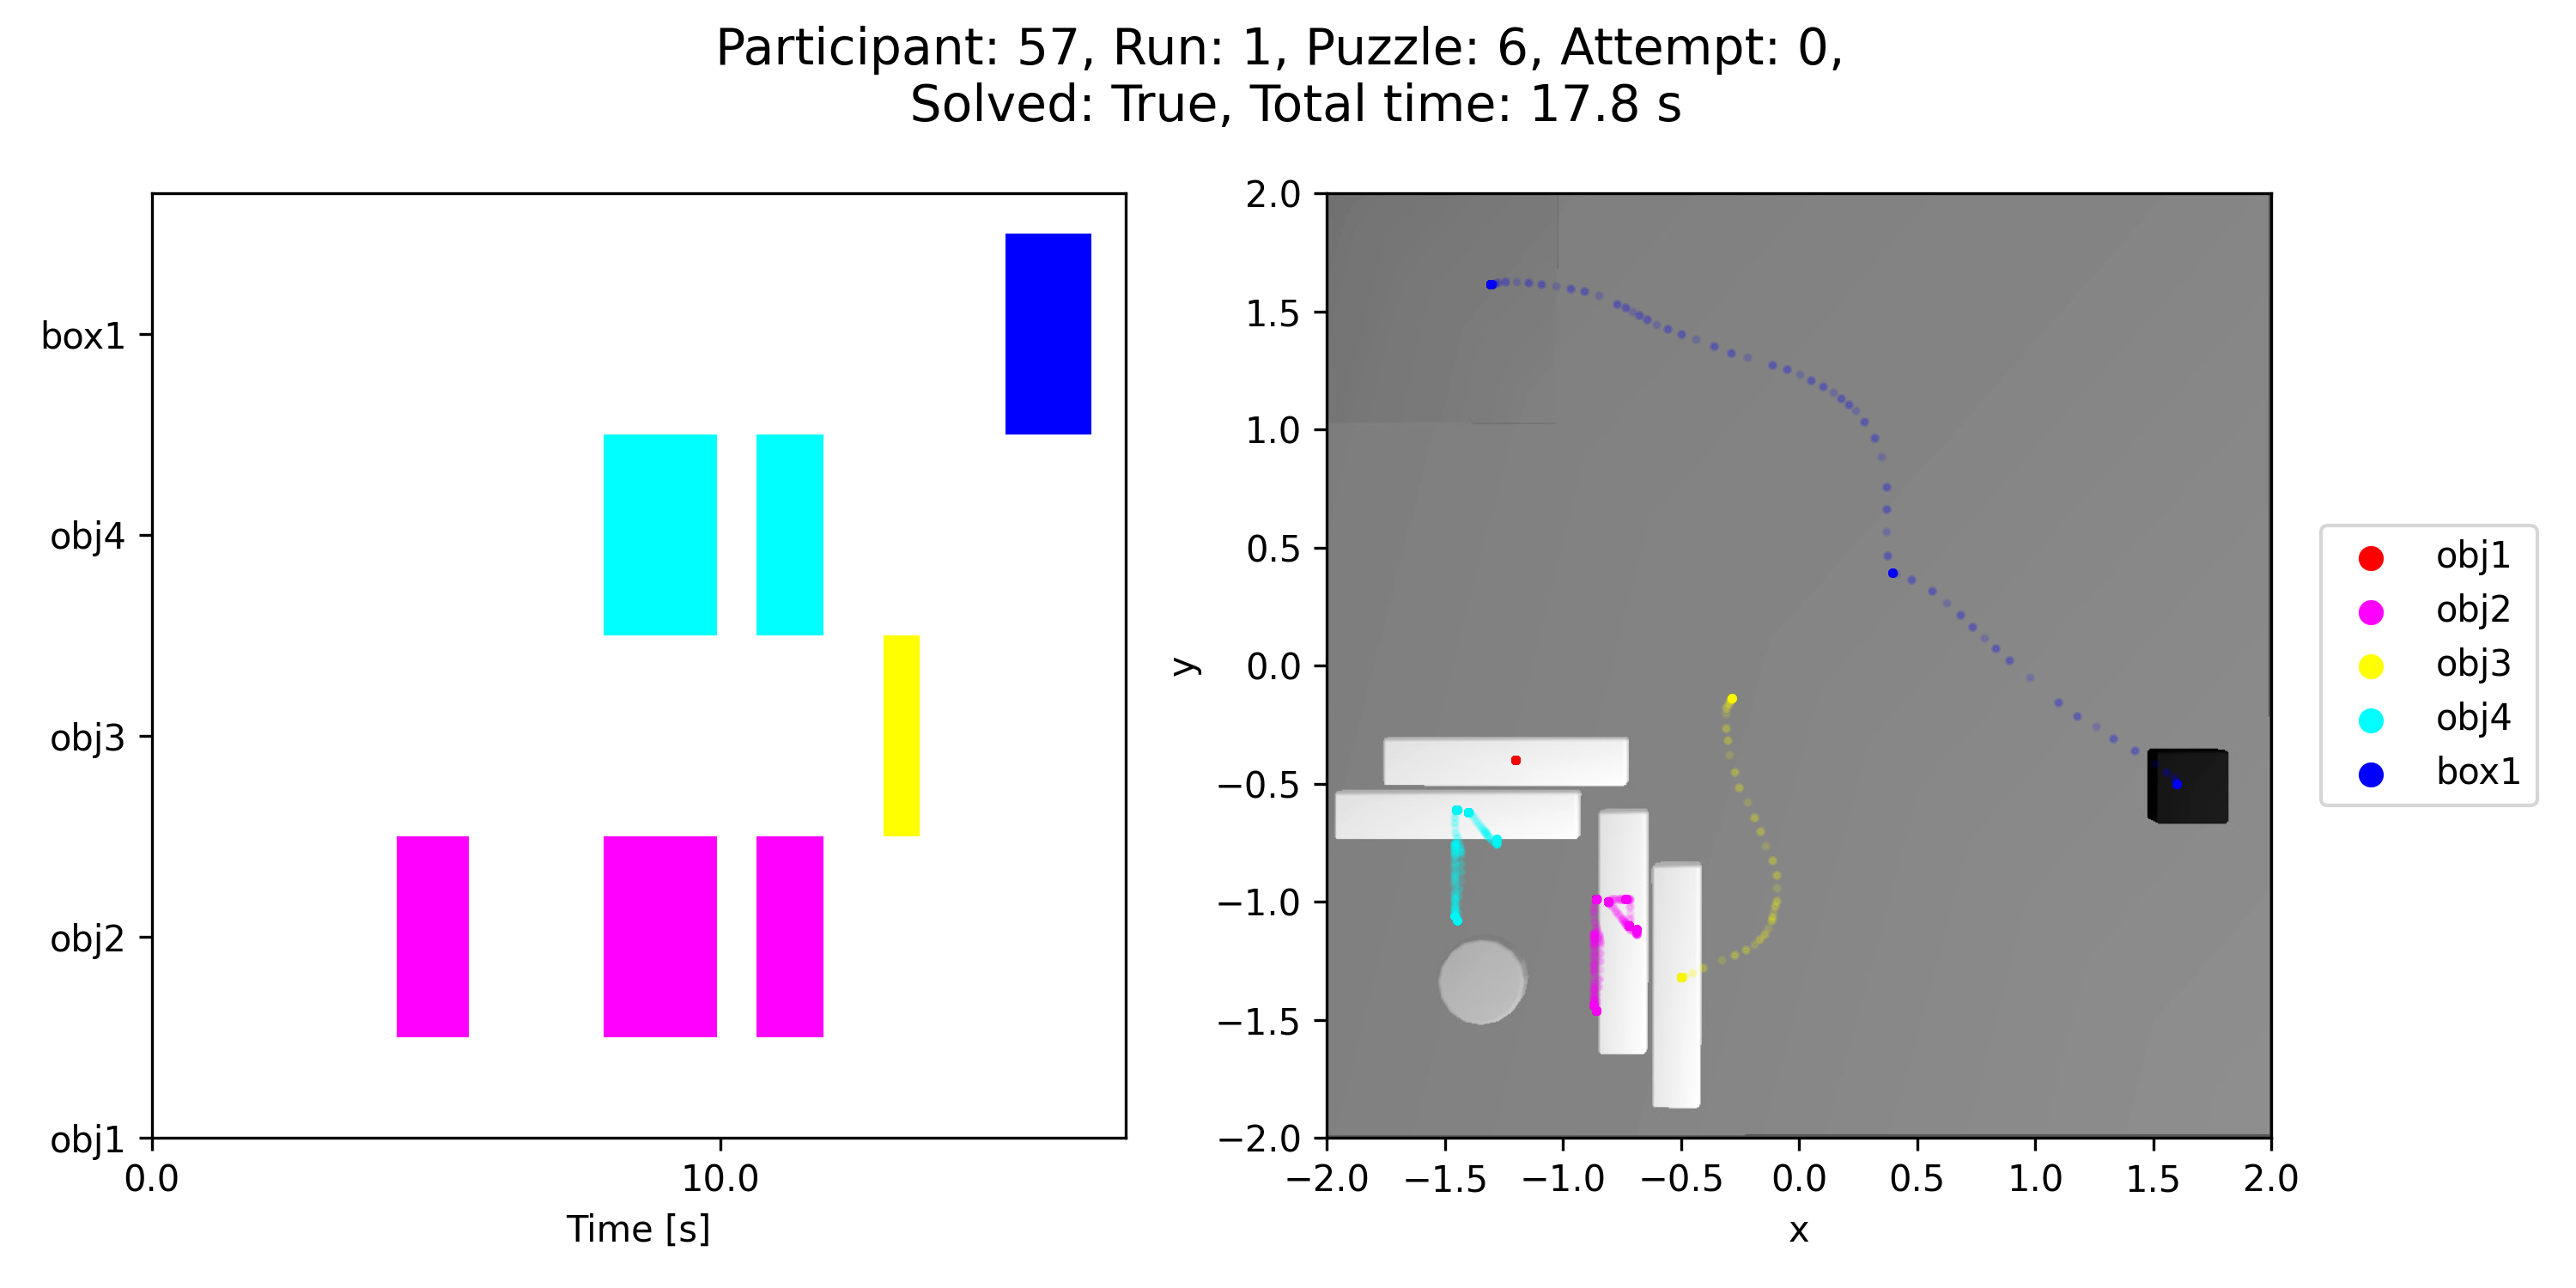 Participant: 57, Run: 1, Puzzle: 6, Attempt: 0,
Solved: True, Total time: 17.8 s
box1
obj4
obj3
obj2
obj1
0.0
10.0
Time [s]
2.0
1.5
1.0
0.5
0.0
−0.5
−1.0
−1.5
−2.0
y
−2.0
−1.5
−1.0
−0.5
0.0
0.5
1.0
1.5
2.0
x
obj1
obj2
obj3
obj4
box1